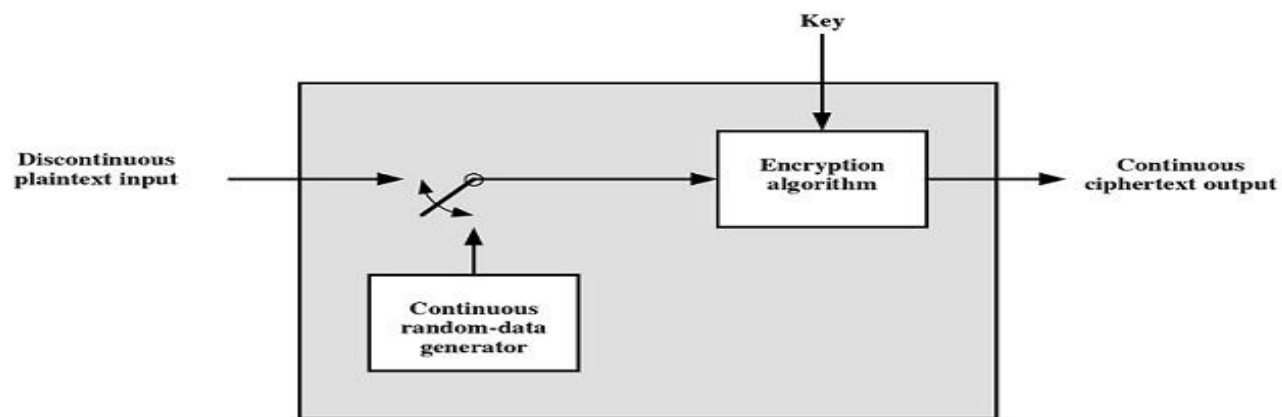 Key
Discontinuous
plaintext input
Encryption
algorithm
Continuous
ciphertext output
Continuous
random-data
generator